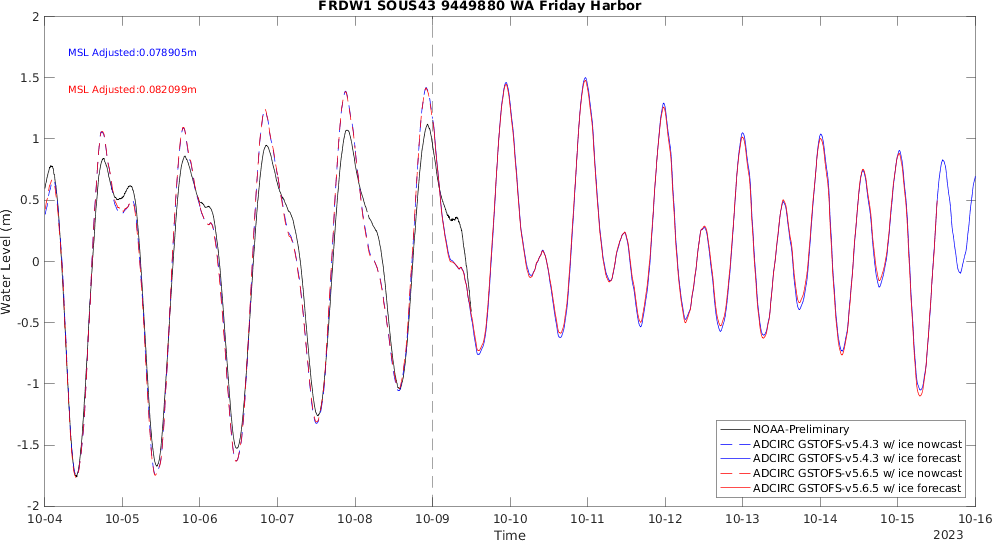 FRDW1 SOUS43 9449880 WA Friday Harbor
MSL Adjusted:0.078905m
MSL Adjusted:0.082099m
Water Level (m)
2
1.5
1
0.5
0
-0.5
-1
-1.5
-2
NOAA-Preliminary
ADCIRC GSTOFS-v5.4.3 w/ ice nowcast
ADCIRC GSTOFS-v5.4.3 w/ ice forecast
ADCIRC GSTOFS-v5.6.5 w/ ice nowcast
ADCIRC GSTOFS-v5.6.5 w/ ice forecast
10-04 10-05 10-06 10-07 10-08 10-09 10-10 10-11 10-12 10-13 10-14 10-15 10-16
Time
2023